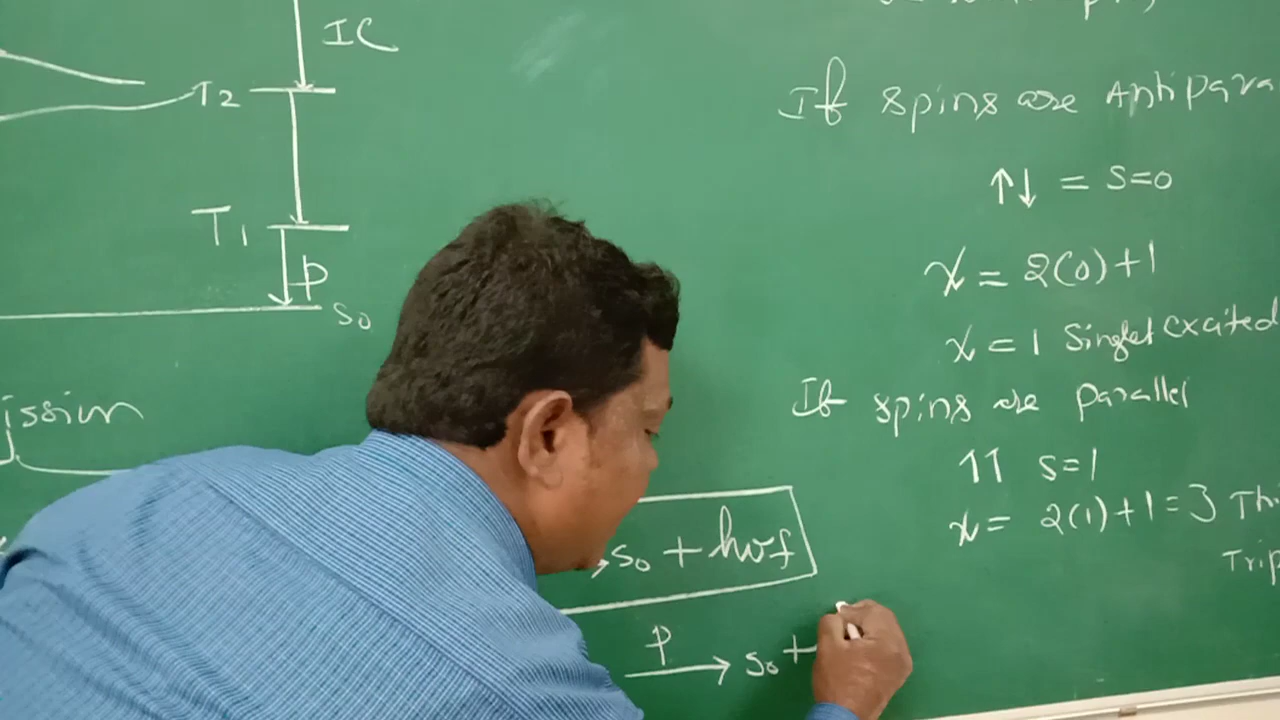 IC
T2
T1
P
S0
ission
S0 + hνf
P
→ S0 +
If spins are Antipara
↑↓ = S=0
x = 2(0)+1
x = 1 Singlet excited
If spins are parallel
↑↑ S=1
x = 2(1)+1=3 Thi
Trip